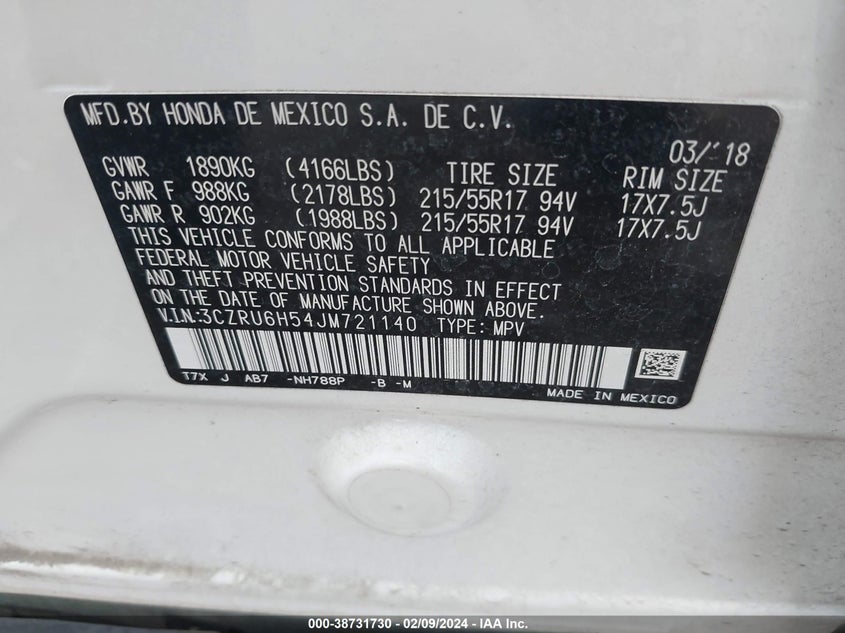 MFD.BY HONDA DE MEXICO S.A. DE C.V.
03/18
GVWR 1890KG (4166LBS) TIRE SIZE RIM SIZE
GAWR F 988KG (2178LBS) 215/55R17 94V 17X7.5J
GAWR R 902KG (1988LBS) 215/55R17 94V 17X7.5J
THIS VEHICLE CONFORMS TO ALL APPLICABLE
FEDERAL MOTOR VEHICLE SAFETY
AND THEFT PREVENTION STANDARDS IN EFFECT
ON THE DATE OF MANUFACTURE SHOWN ABOVE.
V.I.N:3CZRU6H54JM721140 TYPE: MPV
T7X J AB7 -NH788P -B -M
MADE IN MEXICO
000-38731730 - 02/09/2024 - IAA Inc.